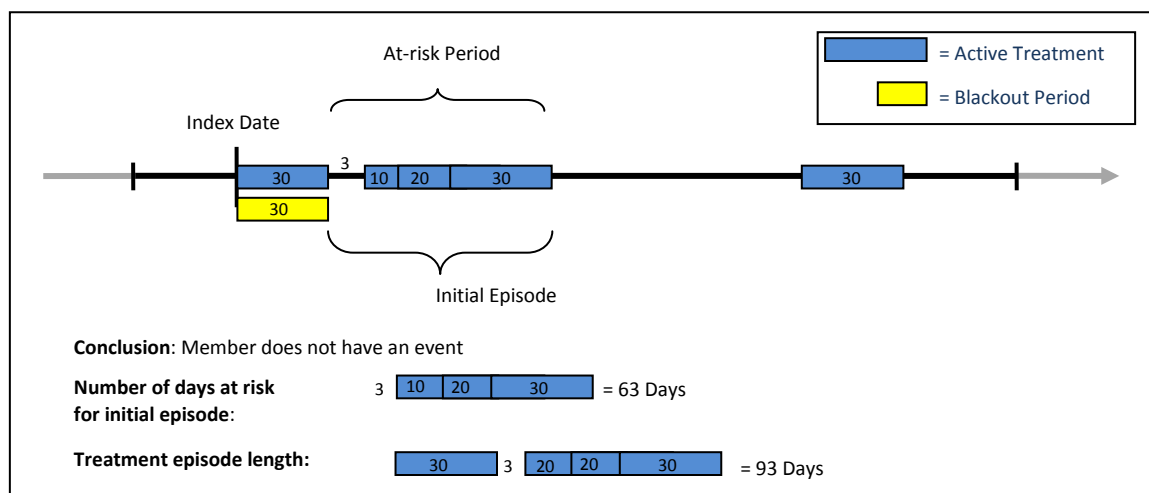 At-risk Period
= Active Treatment
= Blackout Period
Index Date
3
30 10 20 30 30
30
Initial Episode
Conclusion: Member does not have an event
Number of days at risk
for initial episode:
3 10 20 30 = 63 Days
Treatment episode length:
30 3 20 20 30 = 93 Days